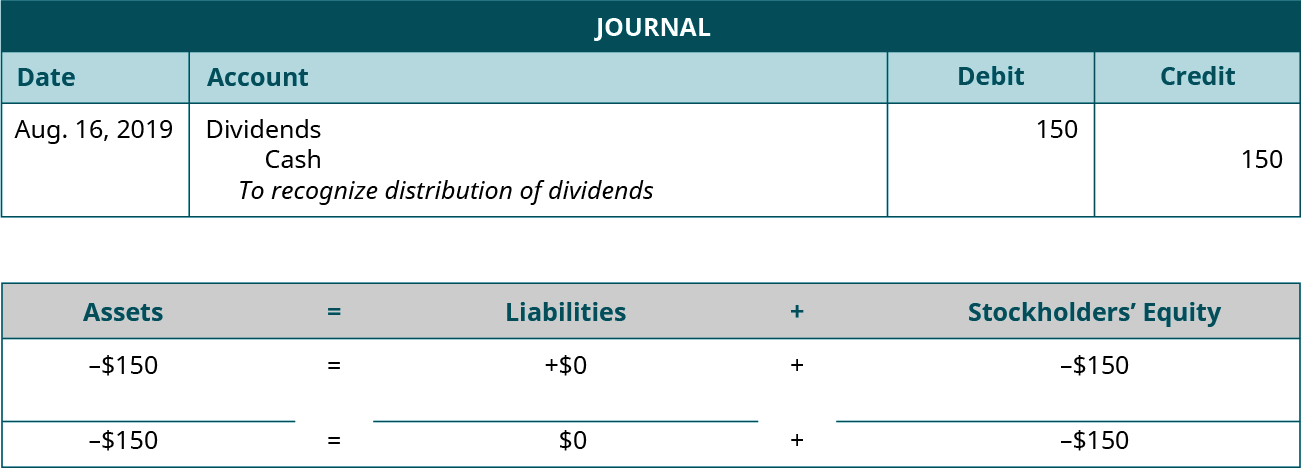 JOURNAL
Date Account Debit Credit
Aug. 16, 2019 Dividends 150
Cash 150
To recognize distribution of dividends
Assets = Liabilities + Stockholders’ Equity
–$150 = +$0 + –$150
–$150 = $0 + –$150